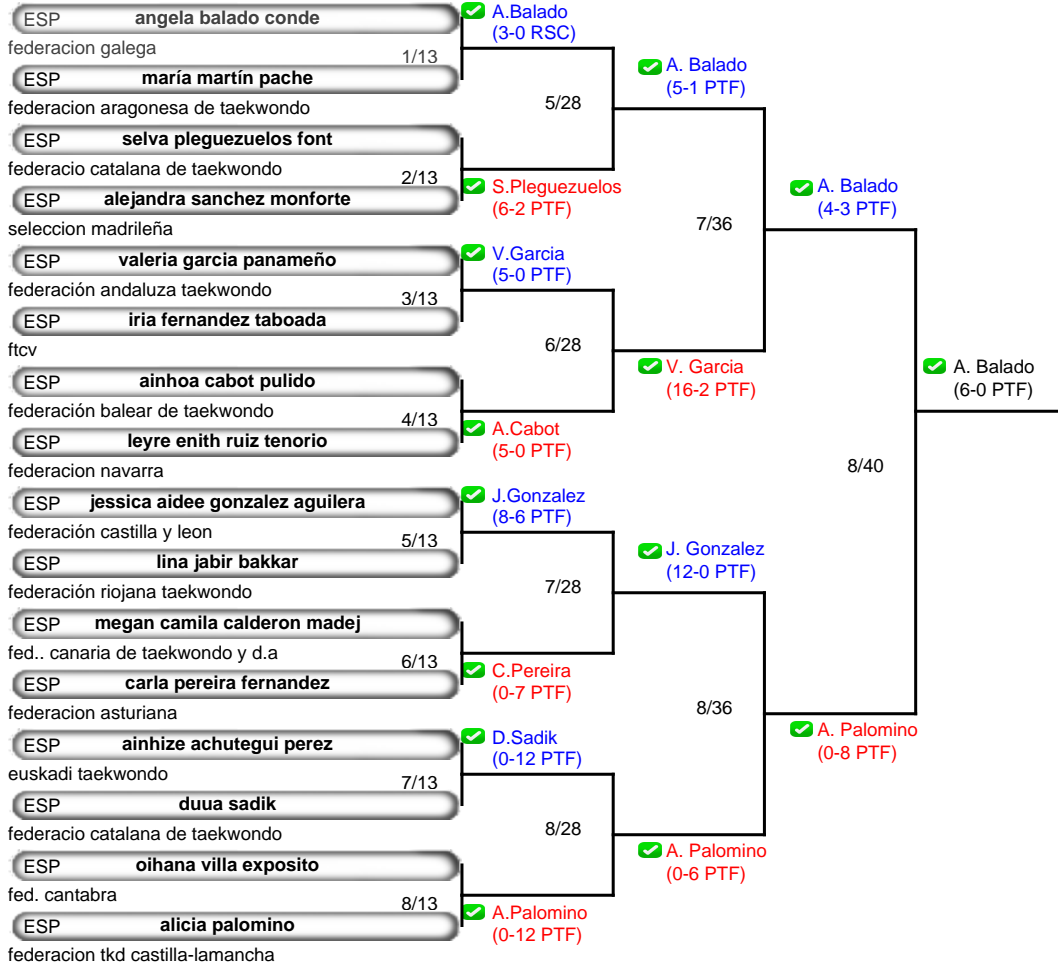 ESP angela balado conde
federacion galega
1/13
ESP maría martín pache
federacion aragonesa de taekwondo
ESP selva pleguezuelos font
federacio catalana de taekwondo
2/13
ESP alejandra sanchez monforte
seleccion madrileña
ESP valeria garcia panameño
federación andaluza taekwondo
3/13
ESP iria fernandez taboada
ftcv
ESP ainhoa cabot pulido
federación balear de taekwondo
4/13
ESP leyre enith ruiz tenorio
federacion navarra
ESP jessica aidee gonzalez aguilera
federación castilla y leon
5/13
ESP lina jabir bakkar
federación riojana taekwondo
ESP megan camila calderon madej
fed.. canaria de taekwondo y d.a
6/13
ESP carla pereira fernandez
federacion asturiana
ESP ainhize achutegui perez
euskadi taekwondo
7/13
ESP duua sadik
federacio catalana de taekwondo
ESP oihana villa exposito
fed. cantabra
8/13
ESP alicia palomino
federacion tkd castilla-lamancha
A.Balado
(3-0 RSC)
5/28
S.Pleguezuelos
(6-2 PTF)
V.Garcia
(5-0 PTF)
6/28
A.Cabot
(5-0 PTF)
J.Gonzalez
(8-6 PTF)
7/28
C.Pereira
(0-7 PTF)
D.Sadik
(0-12 PTF)
8/28
A.Palomino
(0-12 PTF)
A. Balado
(5-1 PTF)
7/36
V. Garcia
(16-2 PTF)
J. Gonzalez
(12-0 PTF)
8/36
A. Palomino
(0-6 PTF)
A. Balado
(4-3 PTF)
8/40
A. Palomino
(0-8 PTF)
A. Balado
(6-0 PTF)